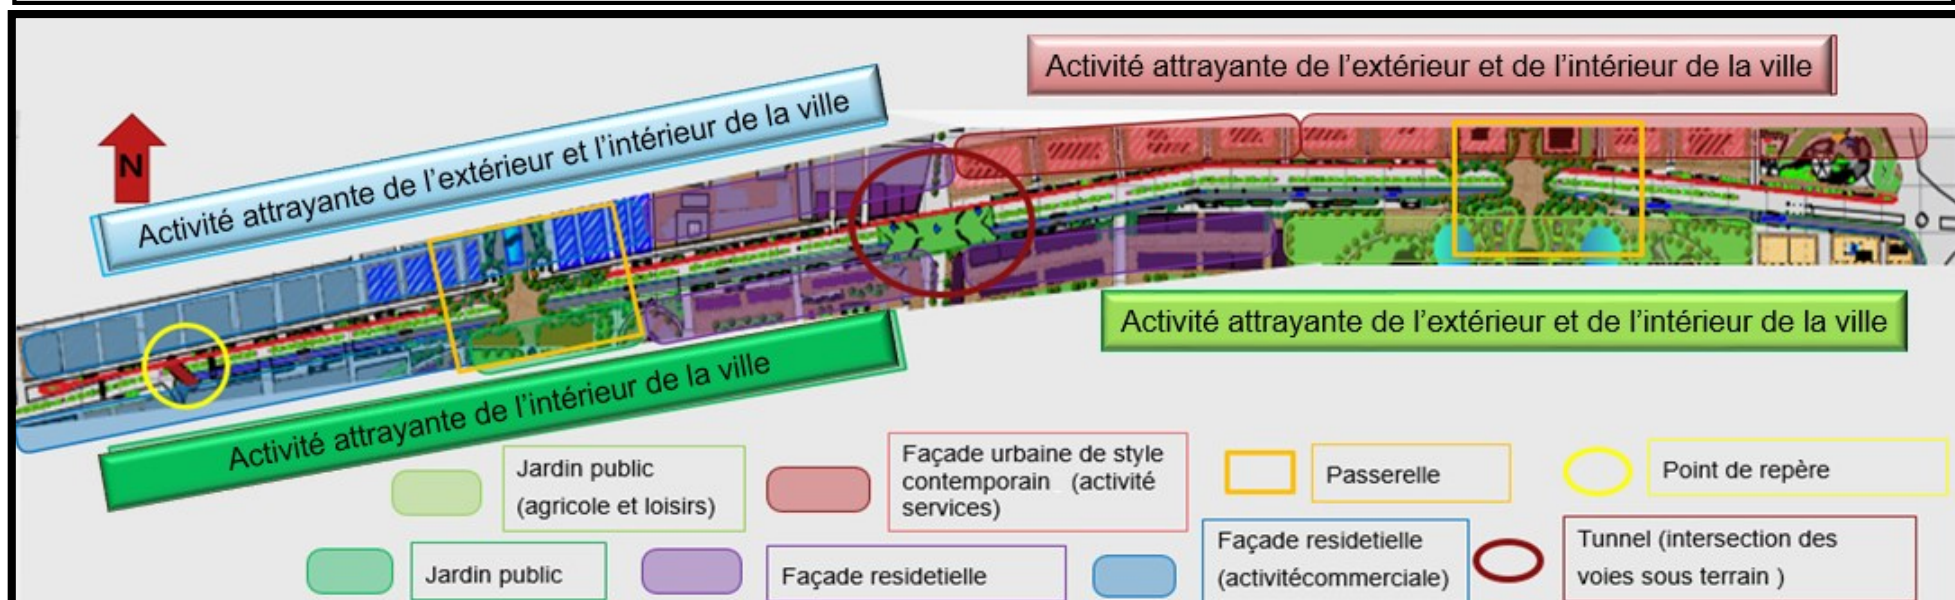 Activité attrayante de l’extérieur et de l’intérieur de la ville
Activité attrayante de l’extérieur et l’intérieur de la ville
N
Activité attrayante de l’extérieur et de l’intérieur de la ville
Activité attrayante de l’intérieur de la ville
Jardin public
(agricole et loisirs)
Façade urbaine de style
contemporain (activité
services)
Passerelle
Point de repère
Jardin public
Façade residetielle
Façade residetielle
(activitécommerciale)
Tunnel (intersection des
voies sous terrain )